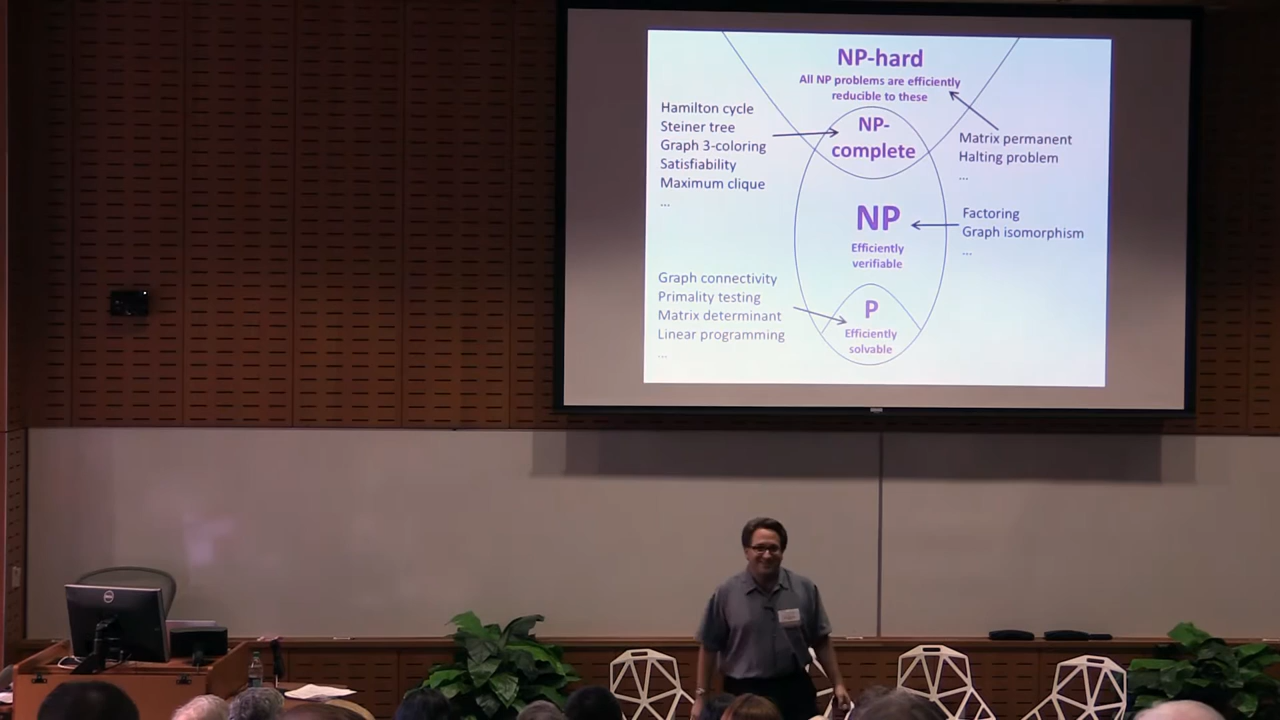 NP-hard
All NP problems are efficiently
reducible to these
Hamilton cycle
Steiner tree
Graph 3-coloring
Satisfiability
Maximum clique
...
NP-
complete
Matrix permanent
Halting problem
...
NP
Efficiently
verifiable
Factoring
Graph isomorphism
...
Graph connectivity
Primality testing
Matrix determinant
Linear programming
...
P
Efficiently
solvable
DELL